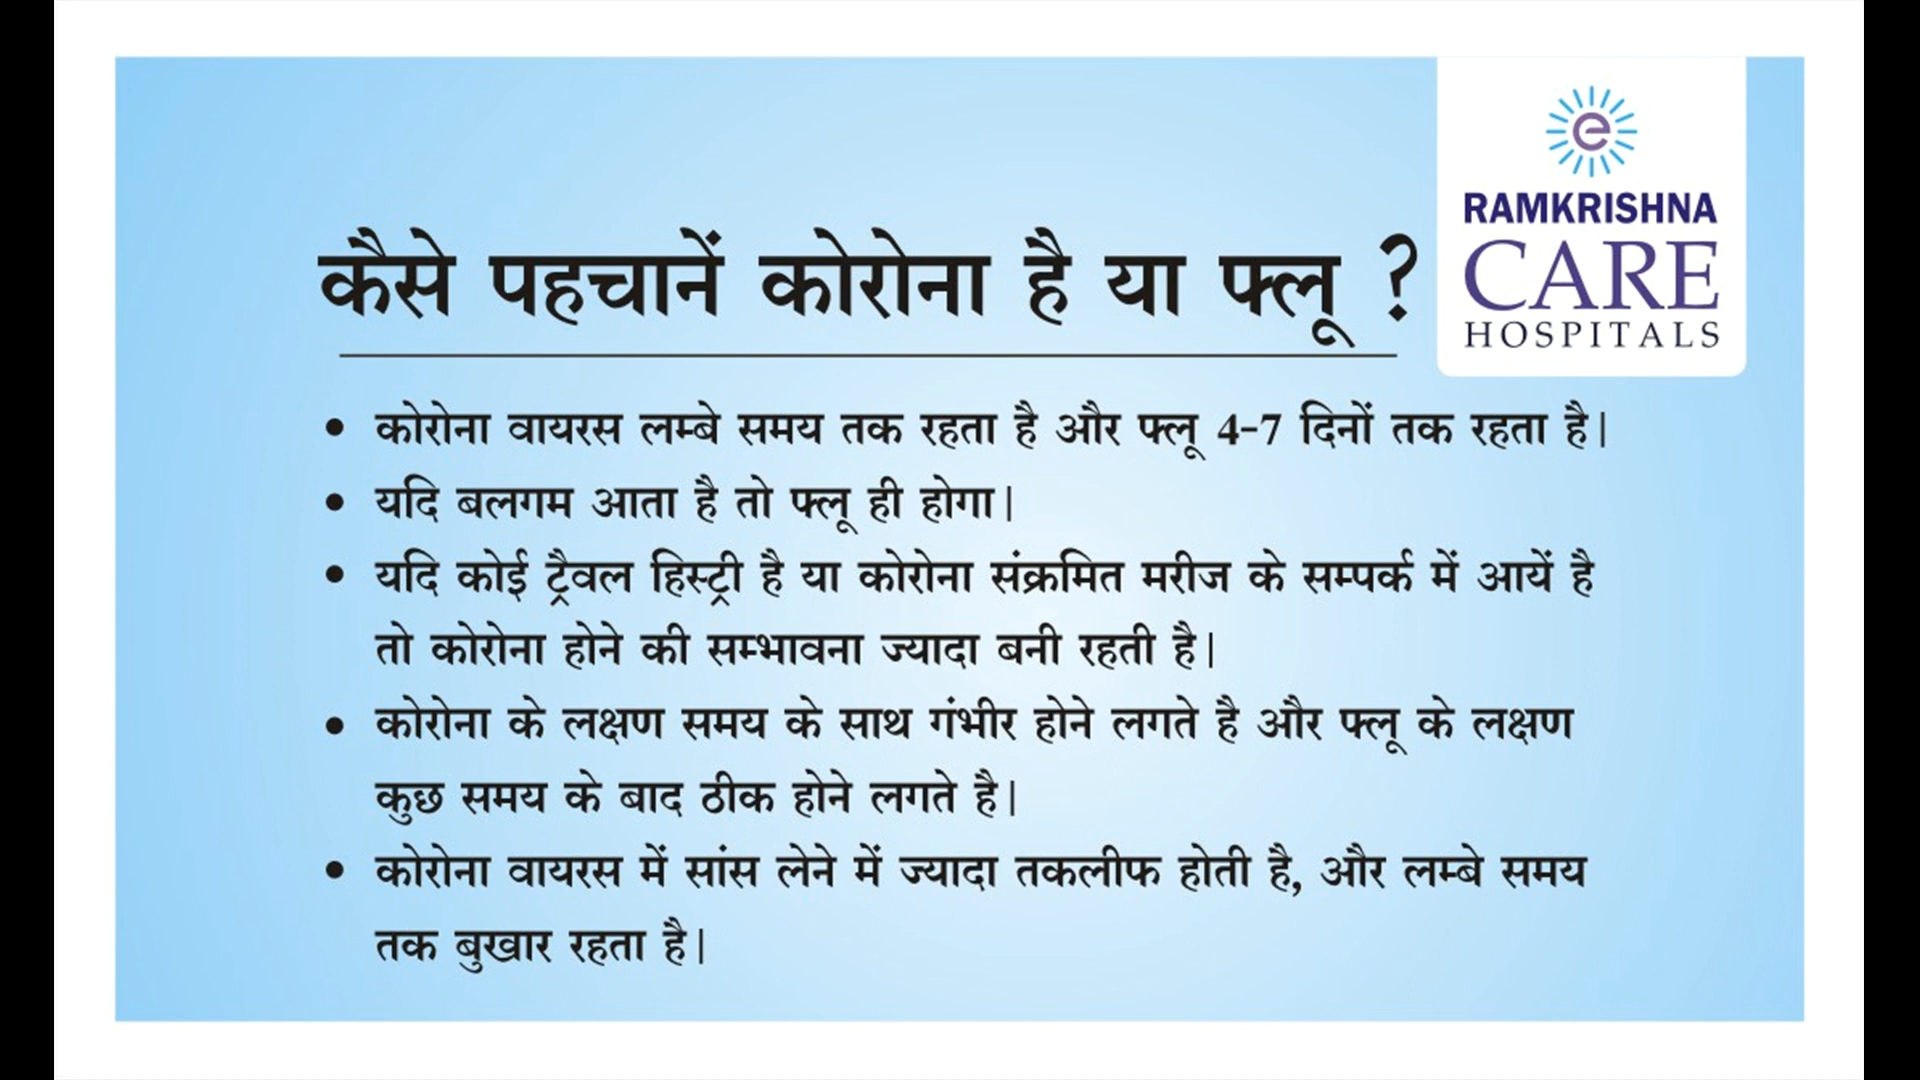 RAMKRISHNA
CARE
HOSPITALS
कैसे पहचानें कोरोना है या फ्लू ?
• कोरोना वायरस लम्बे समय तक रहता है और फ्लू 4-7 दिनों तक रहता है।
• यदि बलगम आता है तो फ्लू ही होगा।
• यदि कोई ट्रैवल हिस्ट्री है या कोरोना संक्रमित मरीज के सम्पर्क में आयें है
तो कोरोना होने की सम्भावना ज्यादा बनी रहती है।
• कोरोना के लक्षण समय के साथ गंभीर होने लगते है और फ्लू के लक्षण
कुछ समय के बाद ठीक होने लगते है।
• कोरोना वायरस में सांस लेने में ज्यादा तकलीफ होती है, और लम्बे समय
तक बुखार रहता है।